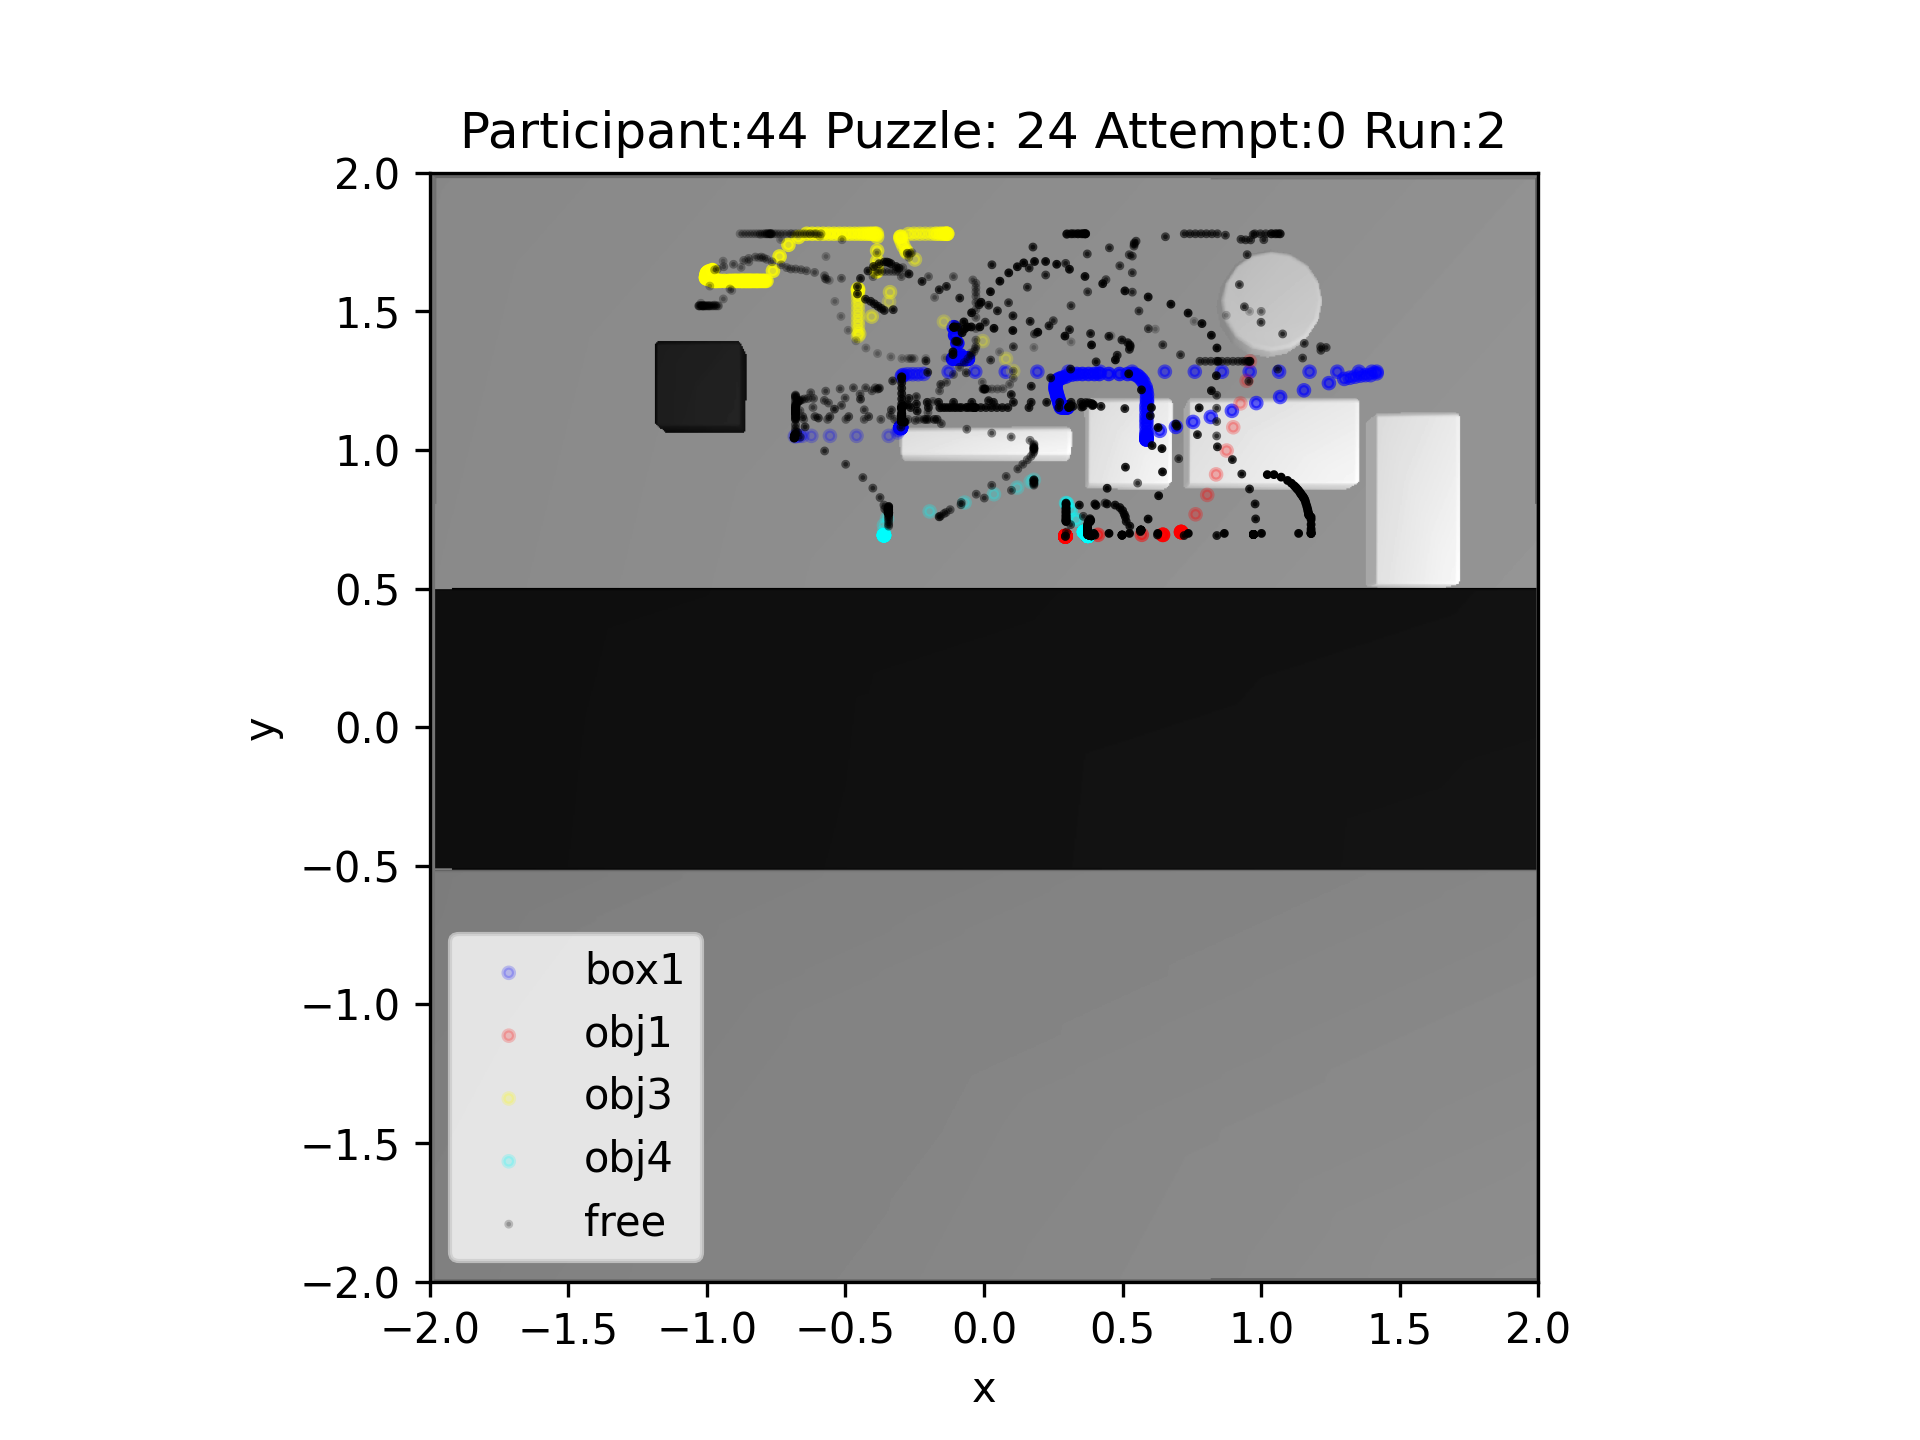 Participant:44 Puzzle: 24 Attempt:0 Run:2
2.0
1.5
1.0
0.5
0.0
−0.5
−1.0
−1.5
−2.0
y
box1
obj1
obj3
obj4
free
−2.0 −1.5 −1.0 −0.5 0.0 0.5 1.0 1.5 2.0
x